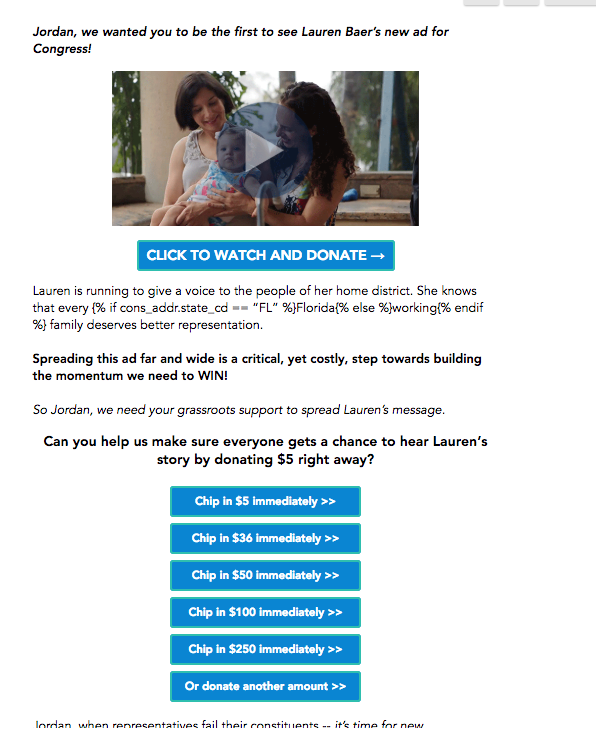 Jordan, we wanted you to be the first to see Lauren Baer's new ad for
Congress!
CLICK TO WATCH AND DONATE →
Lauren is running to give a voice to the people of her home district. She knows
that every {% if cons_addr.state_cd == “FL” %}Florida{% else %}working{% endif
%} family deserves better representation.
Spreading this ad far and wide is a critical, yet costly, step towards building
the momentum we need to WIN!
So Jordan, we need your grassroots support to spread Lauren's message.
Can you help us make sure everyone gets a chance to hear Lauren's
story by donating $5 right away?
Chip in $5 immediately >>
Chip in $36 immediately >>
Chip in $50 immediately >>
Chip in $100 immediately >>
Chip in $250 immediately >>
Or donate another amount >>
Jordan, when representatives fail their constituents -- it's time for new